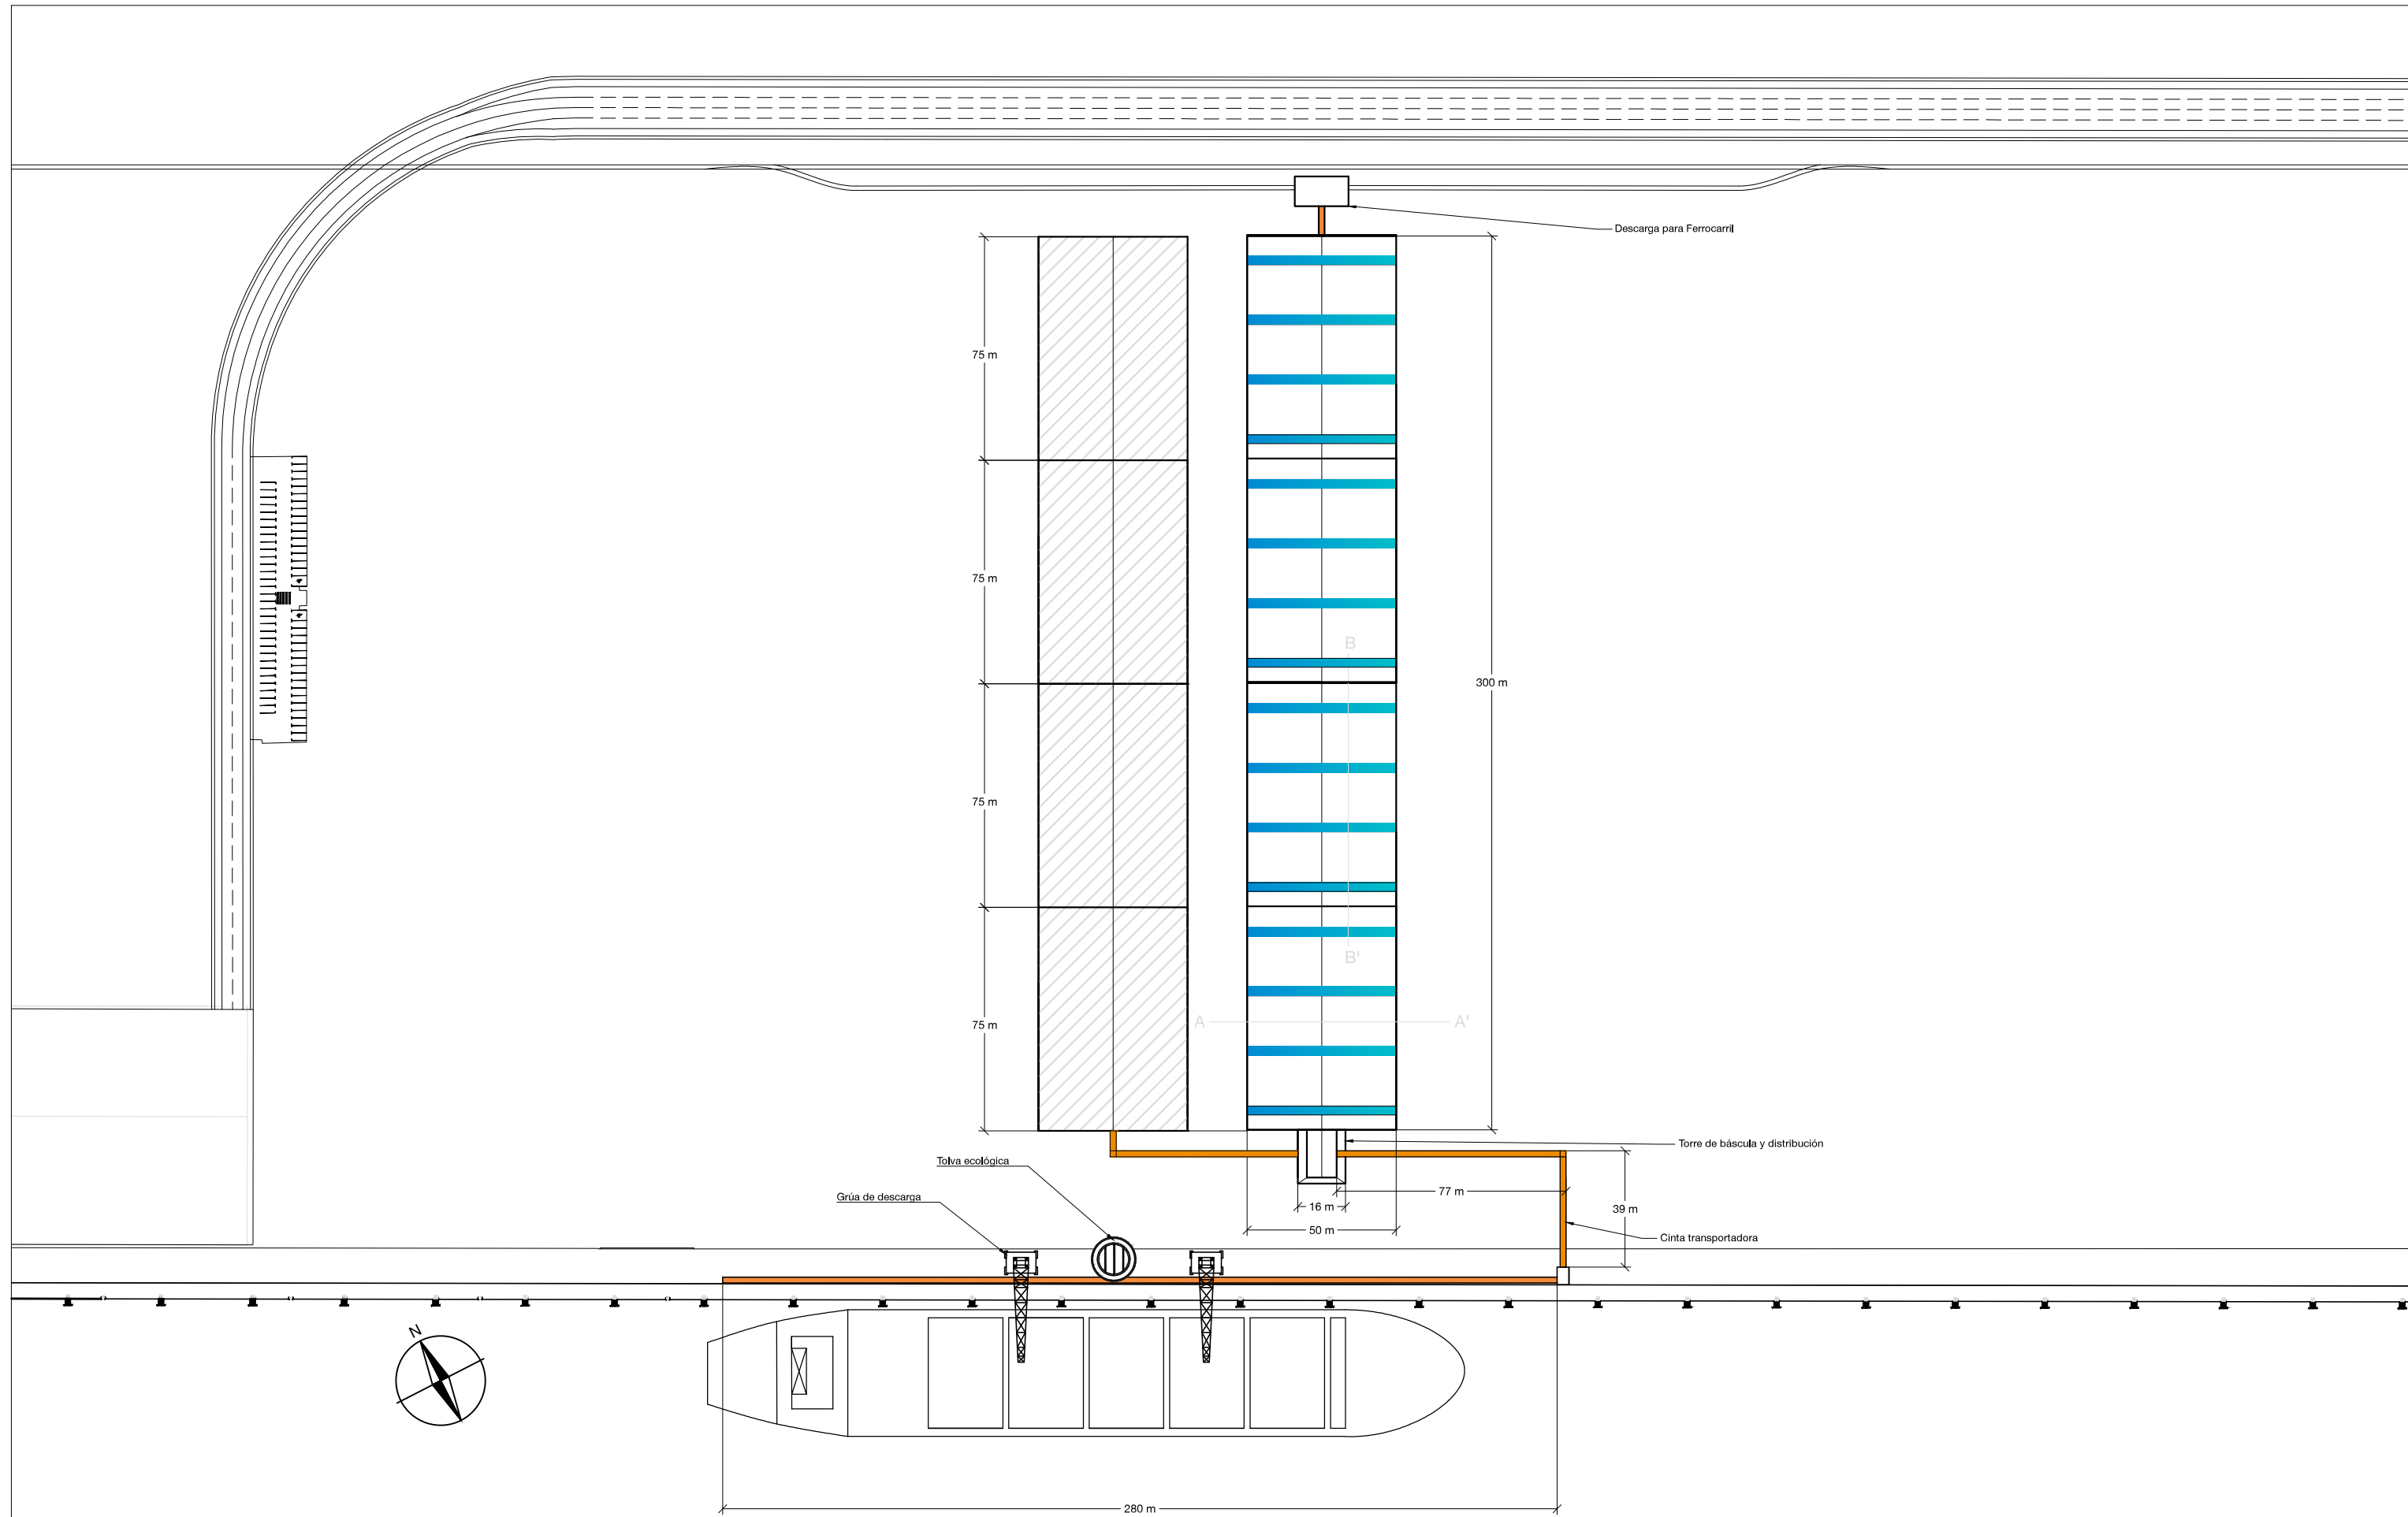 Descarga para Ferrocarril
75 m
75 m
B
300 m
75 m
B'
A
A'
75 m
Torre de báscula y distribución
Tolva ecológica
77 m
Grúa de descarga
16 m
39 m
50 m
Cinta transportadora
N
280 m